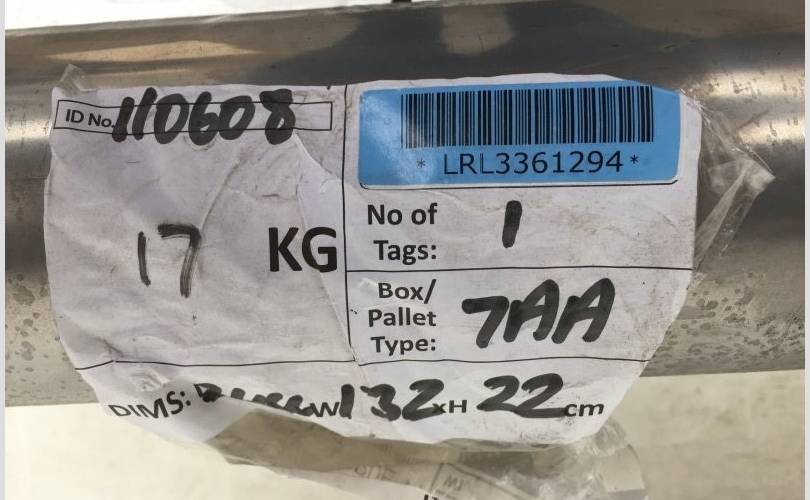 ID No. 110608
* LRL3361294 *
17 KG
No of
Tags: 1
Box/
Pallet
Type: 7AA
DIMS: W 132 xH 22 cm